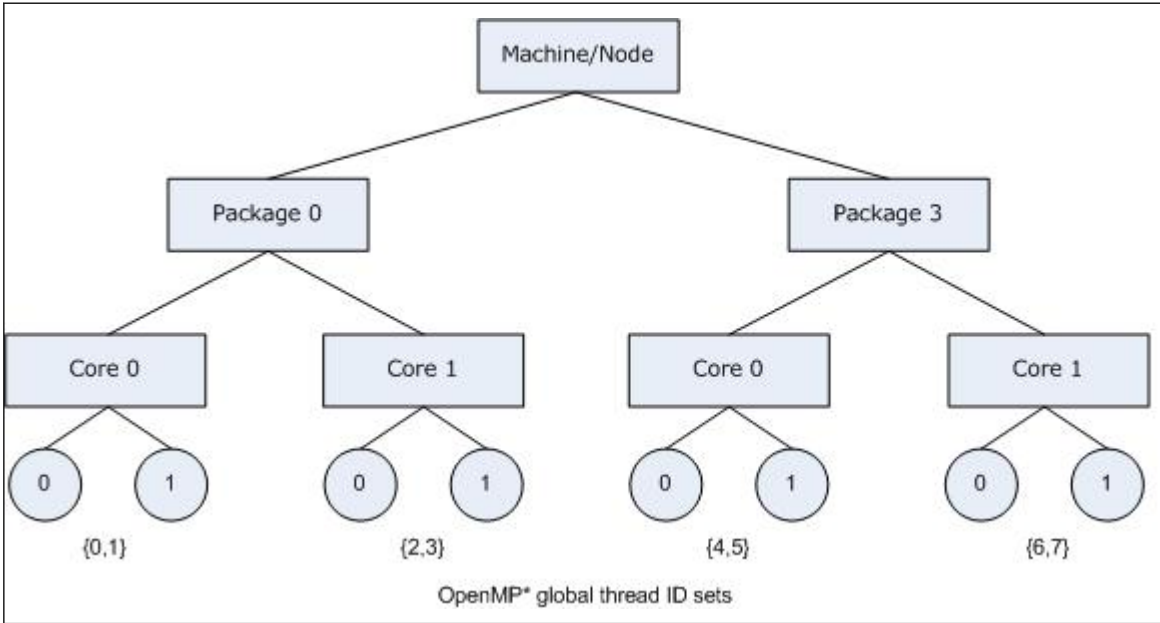 Machine/Node
Package 0
Package 3
Core 0
Core 1
Core 0
Core 1
0
1
0
1
0
1
0
1
{0,1}
{2,3}
{4,5}
{6,7}
OpenMP* global thread ID sets